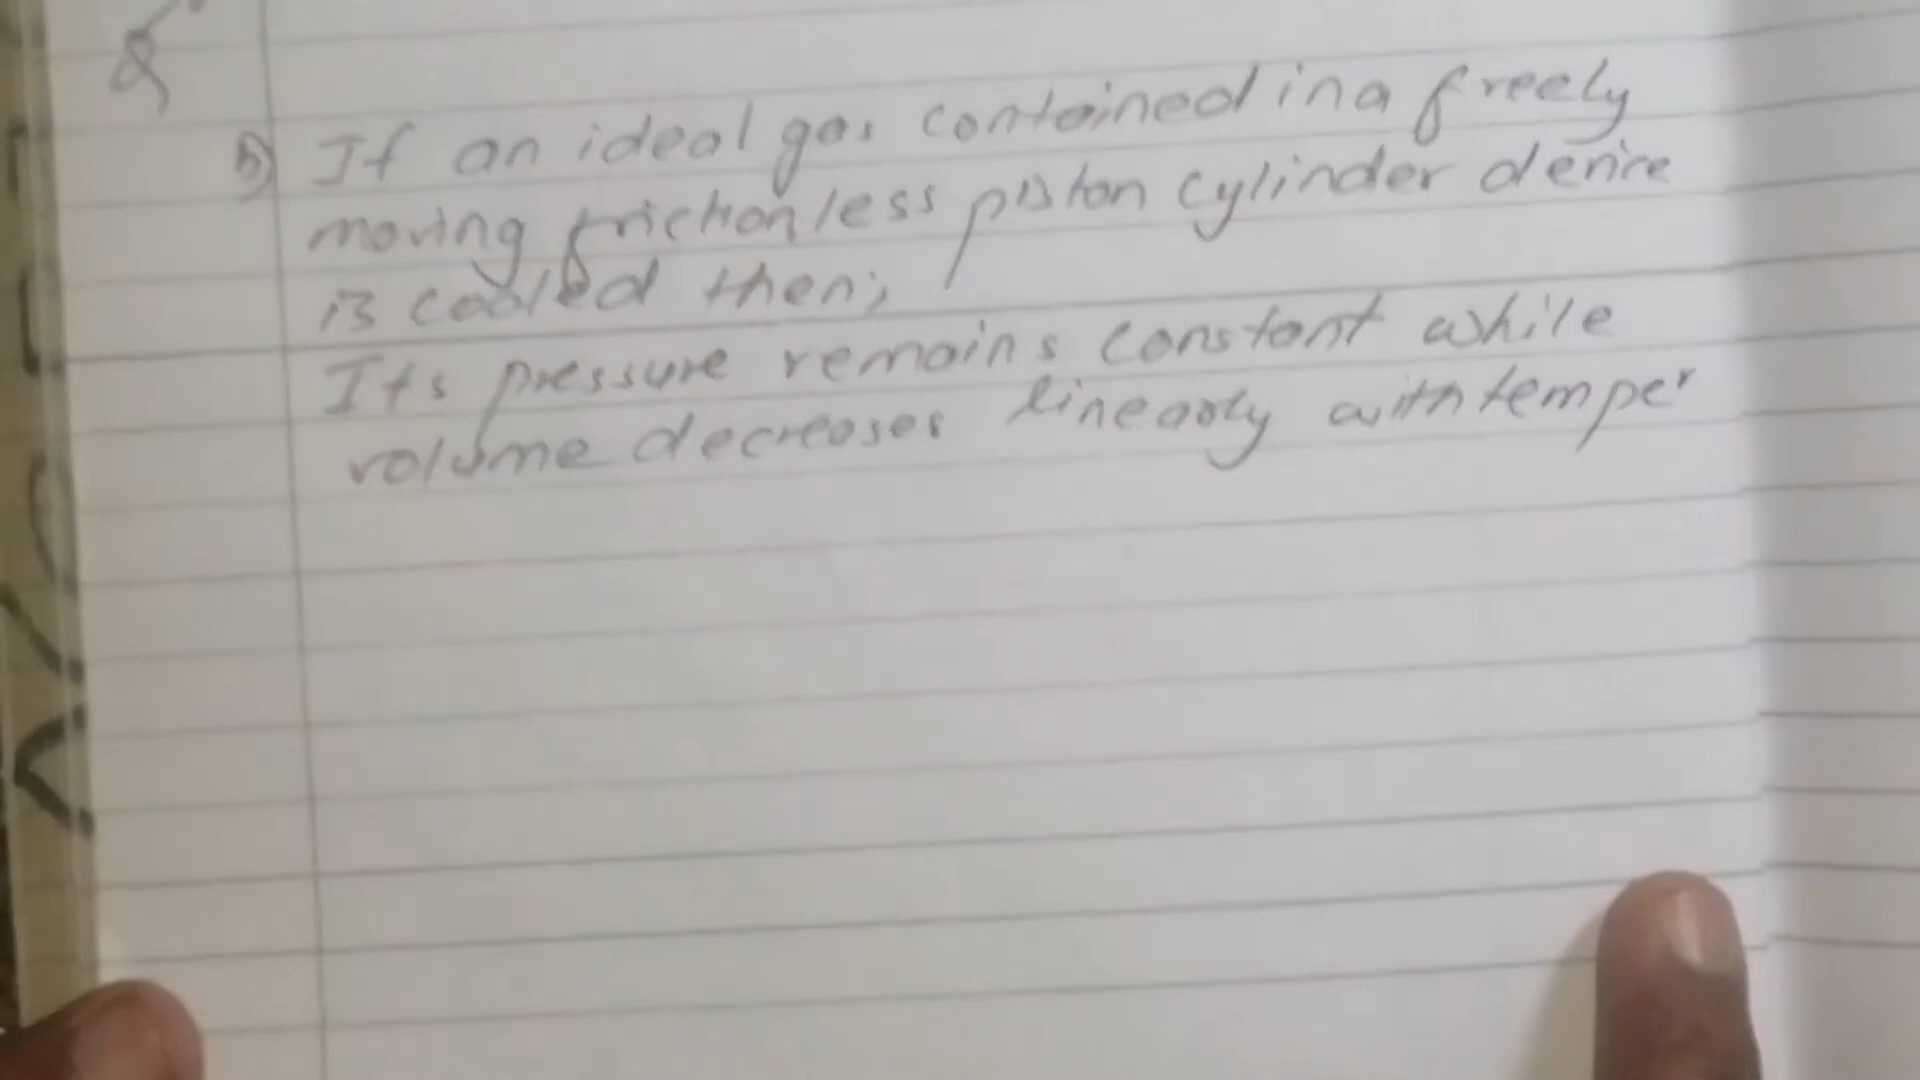 5) If an ideal gas contained in a freely
moving frictionless piston cylinder device
is cooled then;
Its pressure remains constant while
volume decreases linearly with temper